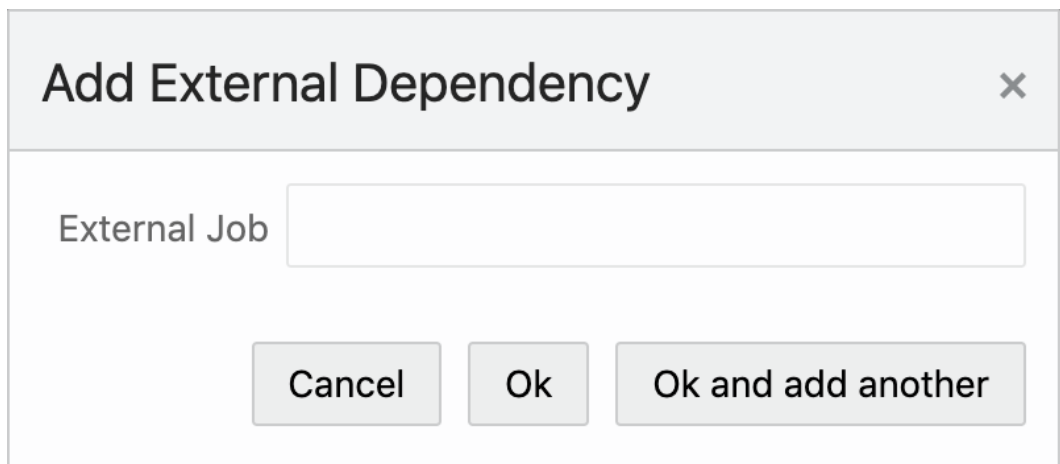 Add External Dependency ×
External Job
Cancel Ok Ok and add another